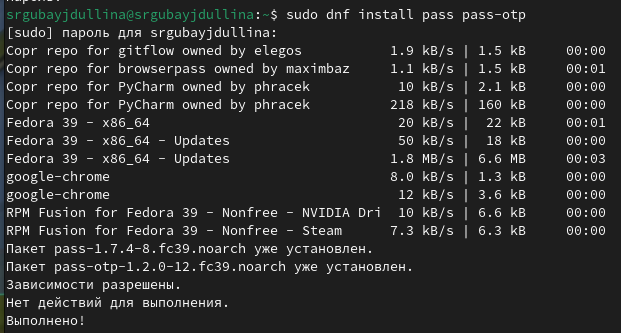 srgubayjdullina@srgubayjdullina:~$ sudo dnf install pass pass-otp
[sudo] пароль для srgubayjdullina:
Copr repo for gitflow owned by elegos 1.9 kB/s | 1.5 kB 00:00
Copr repo for browserpass owned by maximbaz 1.1 kB/s | 1.5 kB 00:01
Copr repo for PyCharm owned by phracek 10 kB/s | 2.1 kB 00:00
Copr repo for PyCharm owned by phracek 218 kB/s | 160 kB 00:00
Fedora 39 - x86_64 20 kB/s | 22 kB 00:01
Fedora 39 - x86_64 - Updates 50 kB/s | 18 kB 00:00
Fedora 39 - x86_64 - Updates 1.8 MB/s | 6.6 MB 00:03
google-chrome 8.0 kB/s | 1.3 kB 00:00
google-chrome 12 kB/s | 3.6 kB 00:00
RPM Fusion for Fedora 39 - Nonfree - NVIDIA Dri 10 kB/s | 6.6 kB 00:00
RPM Fusion for Fedora 39 - Nonfree - Steam 7.3 kB/s | 6.3 kB 00:00
Пакет pass-1.7.4-8.fc39.noarch уже установлен.
Пакет pass-otp-1.2.0-12.fc39.noarch уже установлен.
Зависимости разрешены.
Нет действий для выполнения.
Выполнено!